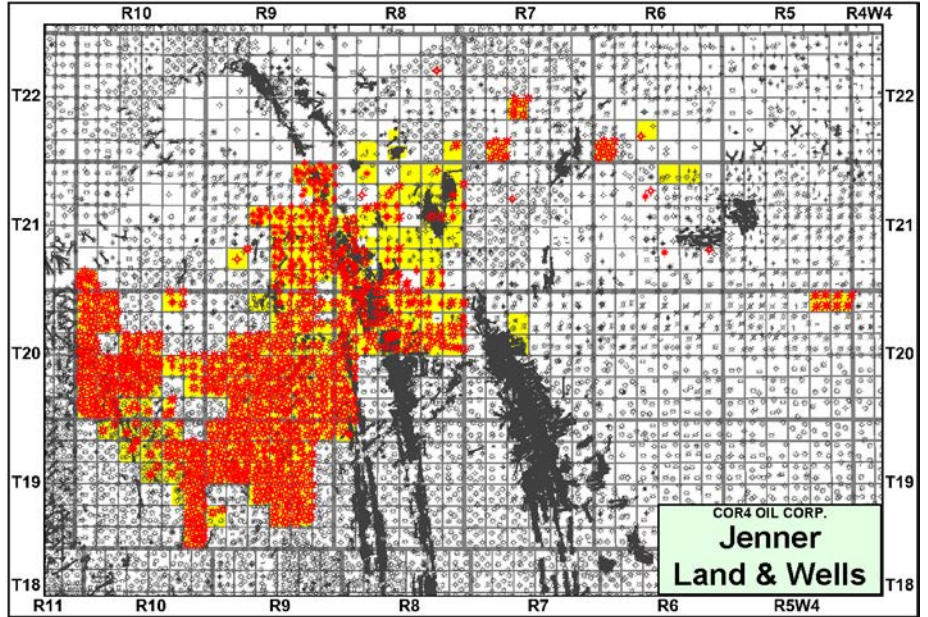 R10 R9 R8 R7 R6 R5 R4W4
T22 T22
T21 T21
T20 T20
T19 T19
COR4 OIL CORP.
Jenner
Land & Wells
T18 T18
R11 R10 R9 R8 R7 R6 R5W4